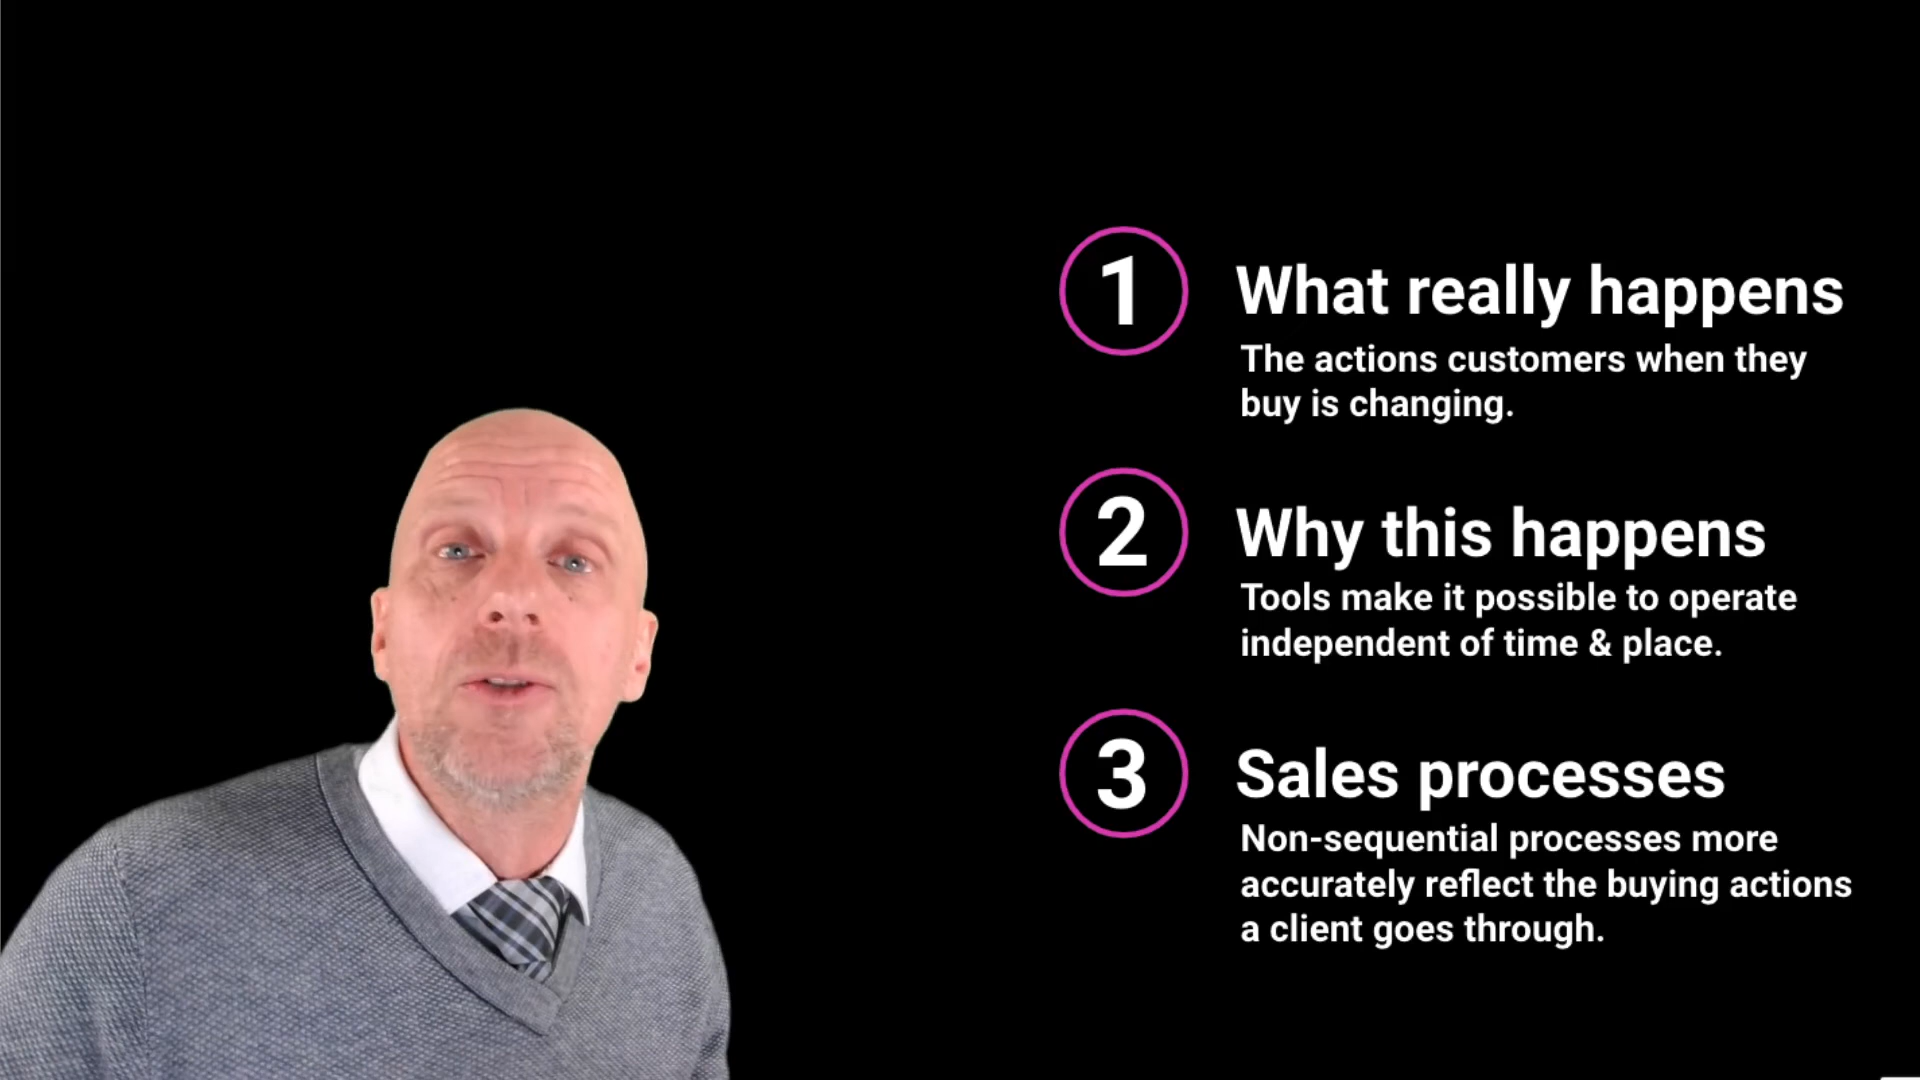 1
What really happens
The actions customers when they
buy is changing.
2
Why this happens
Tools make it possible to operate
independent of time & place.
3
Sales processes
Non-sequential processes more
accurately reflect the buying actions
a client goes through.